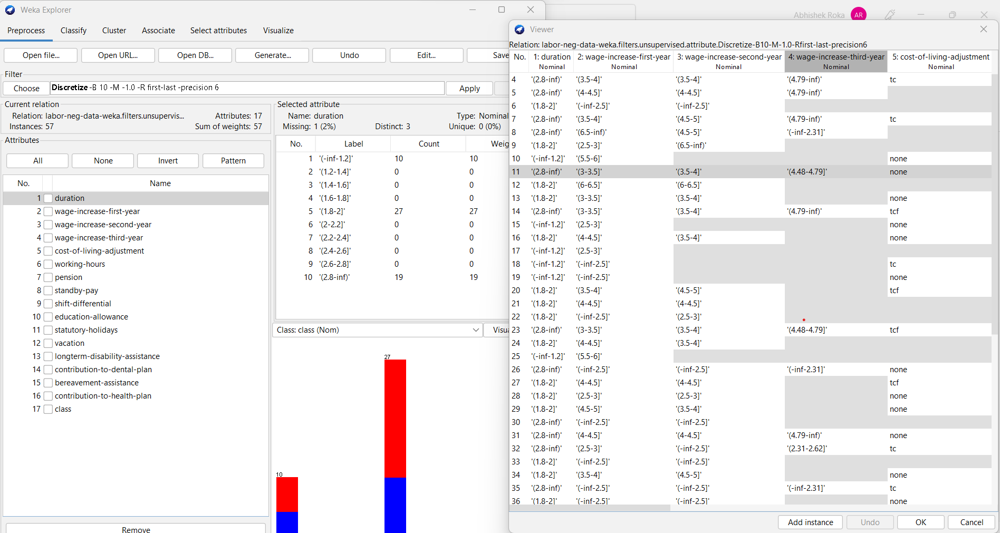 Weka Explorer
Preprocess Classify Cluster Associate Select attributes Visualize
Open file... Open URL... Open DB... Generate... Undo Edit... Save
Filter
Choose Discretize -B 10 -M -1.0 -R first-last -precision 6 Apply
Current relation
Relation: labor-neg-data-weka.filters.unsupervis... Attributes: 17
Instances: 57 Sum of weights: 57
Attributes
All None Invert Pattern
No. Name
1 duration
2 wage-increase-first-year
3 wage-increase-second-year
4 wage-increase-third-year
5 cost-of-living-adjustment
6 working-hours
7 pension
8 standby-pay
9 shift-differential
10 education-allowance
11 statutory-holidays
12 vacation
13 longterm-disability-assistance
14 contribution-to-dental-plan
15 bereavement-assistance
16 contribution-to-health-plan
17 class
Remove
Selected attribute
Name: duration Type: Nominal
Missing: 1 (2%) Distinct: 3 Unique: 0 (0%)
No. Label Count Weig
1 '(-inf-1.2]' 10 10
2 '(1.2-1.4]' 0 0
3 '(1.4-1.6]' 0 0
4 '(1.6-1.8]' 0 0
5 '(1.8-2]' 27 27
6 '(2-2.2]' 0 0
7 '(2.2-2.4]' 0 0
8 '(2.4-2.6]' 0 0
9 '(2.6-2.8]' 0 0
10 '(2.8-inf)' 19 19
Class: class (Nom) Visua
27
10
Abhishek Roka AR
Viewer
Relation: labor-neg-data-weka.filters.unsupervised.attribute.Discretize-B10-M-1.0-Rfirst-last-precision6
No. 1: duration 2: wage-increase-first-year 3: wage-increase-second-year 4: wage-increase-third-year 5: cost-of-living-adjustment
Nominal Nominal Nominal Nominal Nominal
4 '(2.8-inf)' '(3.5-4]' '(3.5-4]' '(4.79-inf)' tc
5 '(2.8-inf)' '(4-4.5]' '(4-4.5]' '(4.79-inf)'
6 '(1.8-2]' '(-inf-2.5]' '(-inf-2.5]'
7 '(2.8-inf)' '(3.5-4]' '(4.5-5]' '(4.79-inf)' tc
8 '(2.8-inf)' '(6.5-inf)' '(4.5-5]' '(-inf-2.31]'
9 '(1.8-2]' '(2.5-3]' '(6.5-inf)'
10 '(-inf-1.2]' '(5.5-6]' none
11 '(2.8-inf)' '(3-3.5]' '(3.5-4]' '(4.48-4.79]' none
12 '(1.8-2]' '(6-6.5]' '(6-6.5]'
13 '(1.8-2]' '(3-3.5]' '(3.5-4]' none
14 '(2.8-inf)' '(3-3.5]' '(3.5-4]' '(4.79-inf)' tcf
15 '(-inf-1.2]' '(2.5-3]' none
16 '(1.8-2]' '(4-4.5]' '(3.5-4]' none
17 '(-inf-1.2]' '(2.5-3]'
18 '(-inf-1.2]' '(-inf-2.5]' tc
19 '(-inf-1.2]' '(-inf-2.5]' none
20 '(1.8-2]' '(3.5-4]' '(4.5-5]' tcf
21 '(1.8-2]' '(4-4.5]' '(4-4.5]'
22 '(1.8-2]' '(-inf-2.5]' '(2.5-3]'
23 '(2.8-inf)' '(3-3.5]' '(3.5-4]' '(4.48-4.79]' tcf
24 '(1.8-2]' '(4-4.5]' '(3.5-4]'
25 '(-inf-1.2]' '(5.5-6]'
26 '(2.8-inf)' '(-inf-2.5]' '(-inf-2.5]' '(-inf-2.31]' none
27 '(1.8-2]' '(4-4.5]' '(4-4.5]' tcf
28 '(1.8-2]' '(2.5-3]' '(2.5-3]' none
29 '(1.8-2]' '(4.5-5]' '(3.5-4]' none
30 '(2.8-inf)' '(-inf-2.5]' '(-inf-2.5]'
31 '(2.8-inf)' '(4-4.5]' '(4-4.5]' '(4.79-inf)' none
32 '(2.8-inf)' '(2.5-3]' '(-inf-2.5]' '(2.31-2.62]' tc
33 '(1.8-2]' '(-inf-2.5]' '(-inf-2.5]'
34 '(1.8-2]' '(3.5-4]' '(4.5-5]' none
35 '(2.8-inf)' '(-inf-2.5]' '(-inf-2.5]' '(-inf-2.31]' tc
36 '(1.8-2]' '(-inf-2.5]' '(-inf-2.5]' none
Add instance Undo OK Cancel